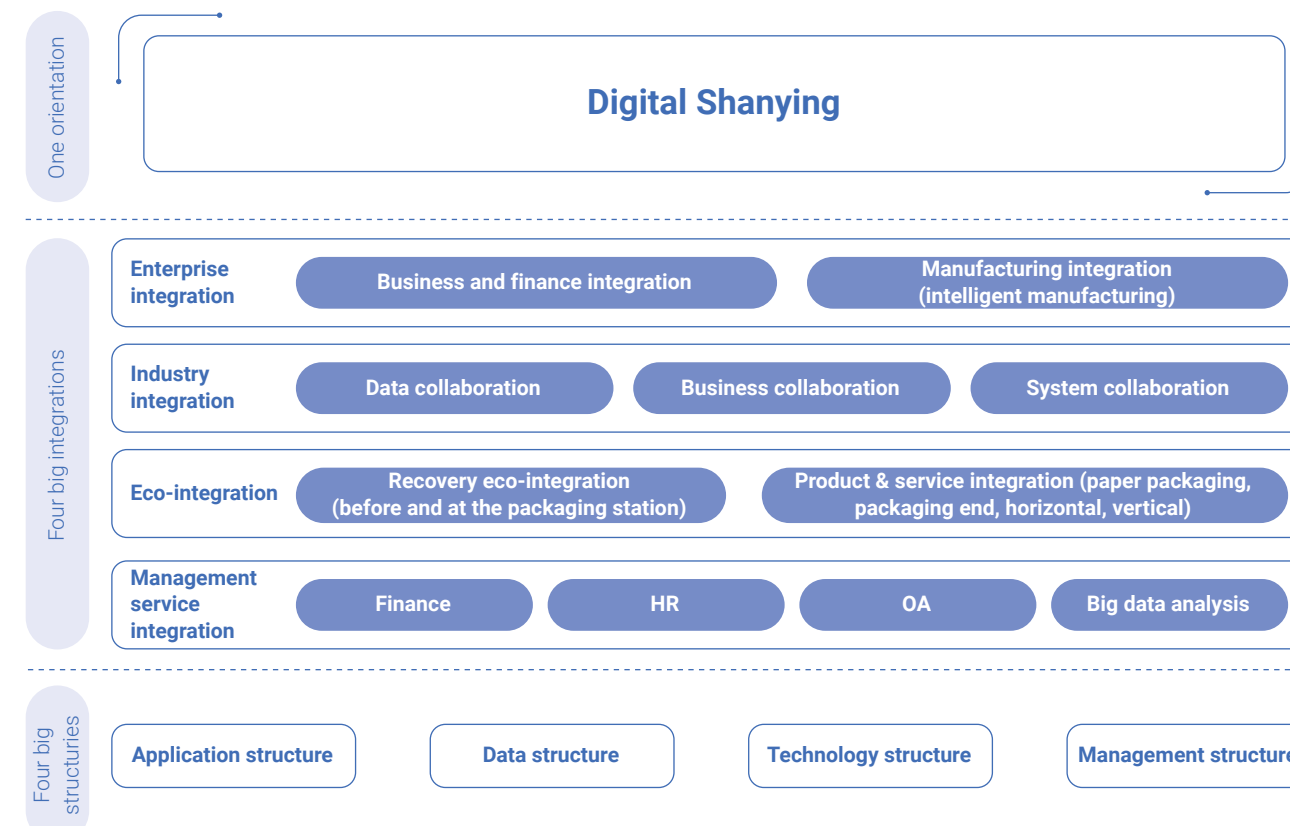 One orientation
Digital Shanying
Four big integrations
Enterprise
integration
Business and finance integration
Manufacturing integration
(intelligent manufacturing)
Industry
integration
Data collaboration
Business collaboration
System collaboration
Eco-integration
Recovery eco-integration
(before and at the packaging station)
Product & service integration (paper packaging,
packaging end, horizontal, vertical)
Management
service
integration
Finance
HR
OA
Big data analysis
Four big
structuries
Application structure
Data structure
Technology structure
Management structure